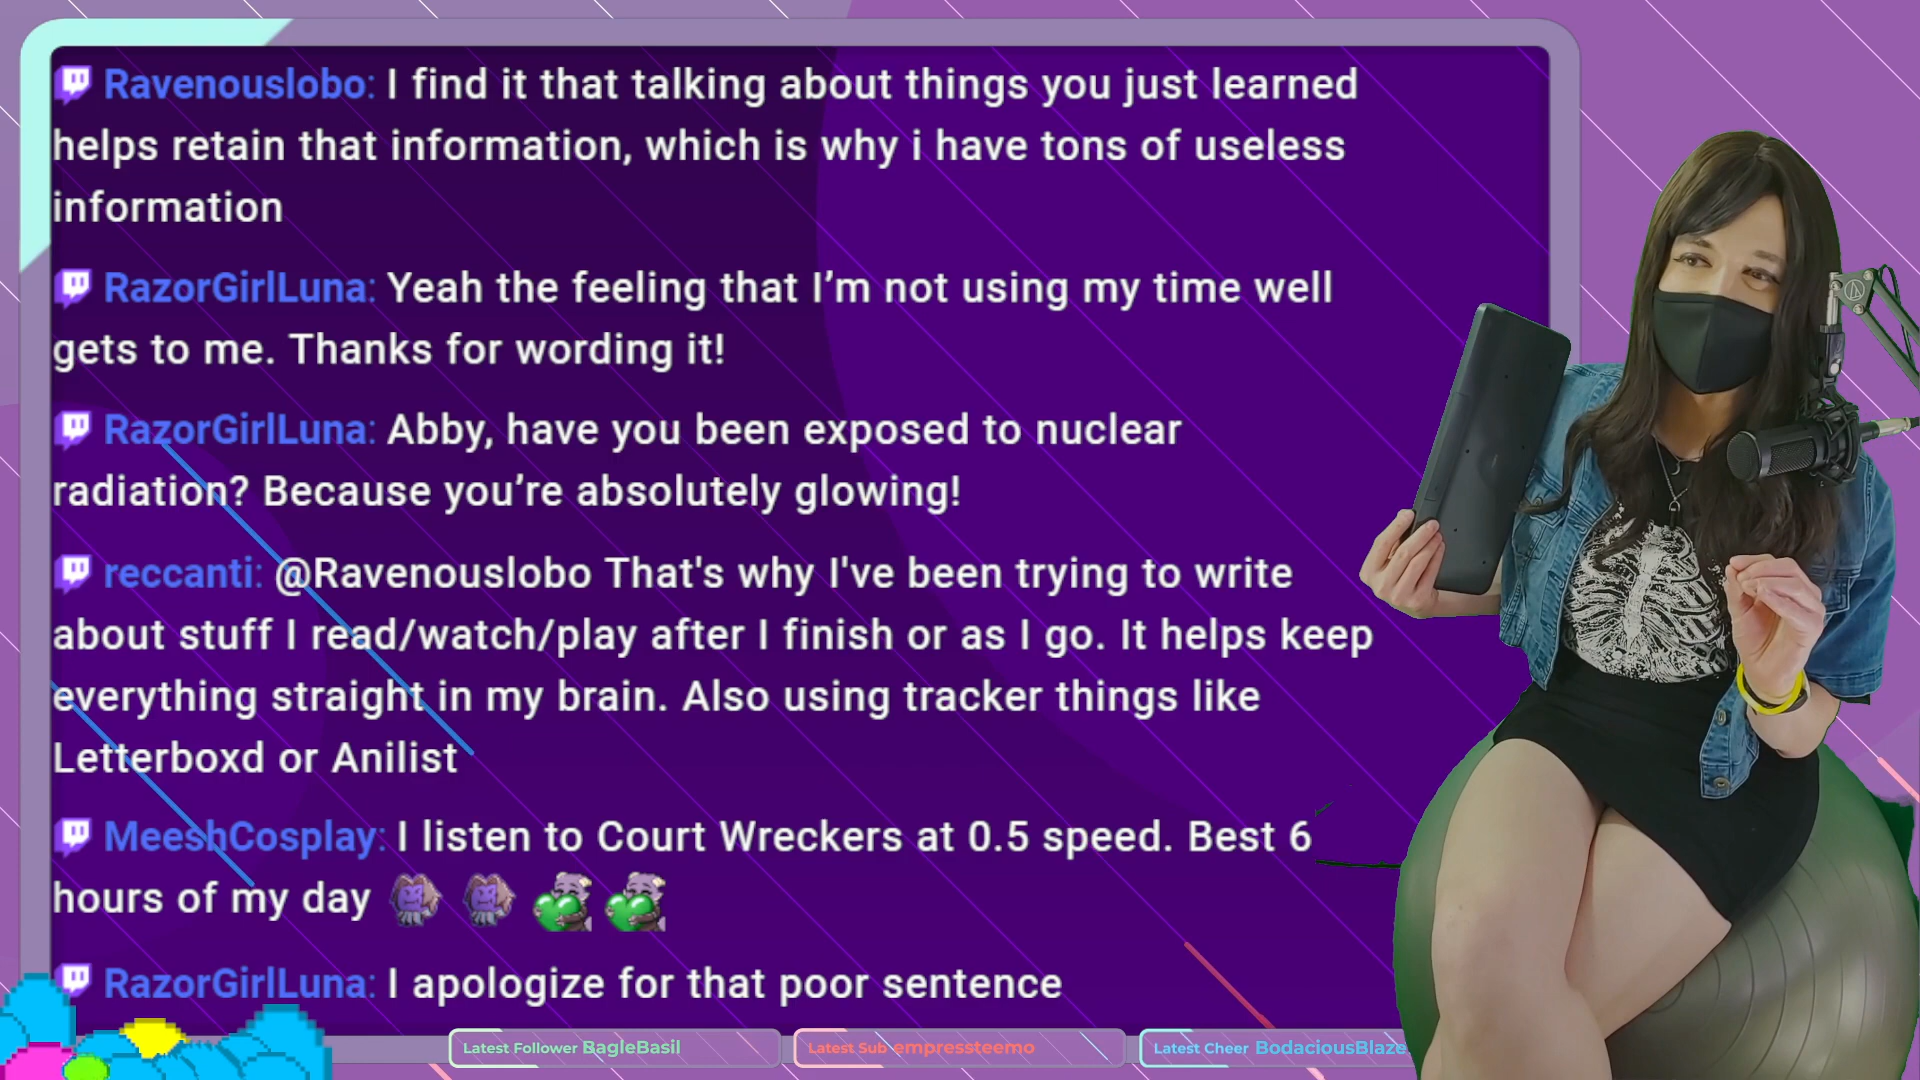 Ravenouslobo: I find it that talking about things you just learned
helps retain that information, which is why i have tons of useless
information
RazorGirlLuna: Yeah the feeling that I’m not using my time well
gets to me. Thanks for wording it!
RazorGirlLuna: Abby, have you been exposed to nuclear
radiation? Because you’re absolutely glowing!
reccanti: @Ravenouslobo That's why I've been trying to write
about stuff I read/watch/play after I finish or as I go. It helps keep
everything straight in my brain. Also using tracker things like
Letterboxd or Anilist
MeeshCosplay: I listen to Court Wreckers at 0.5 speed. Best 6
hours of my day
RazorGirlLuna: I apologize for that poor sentence
Latest Follower BagleBasil
Latest Sub empressteemo
Latest Cheer BodaciousBlaze